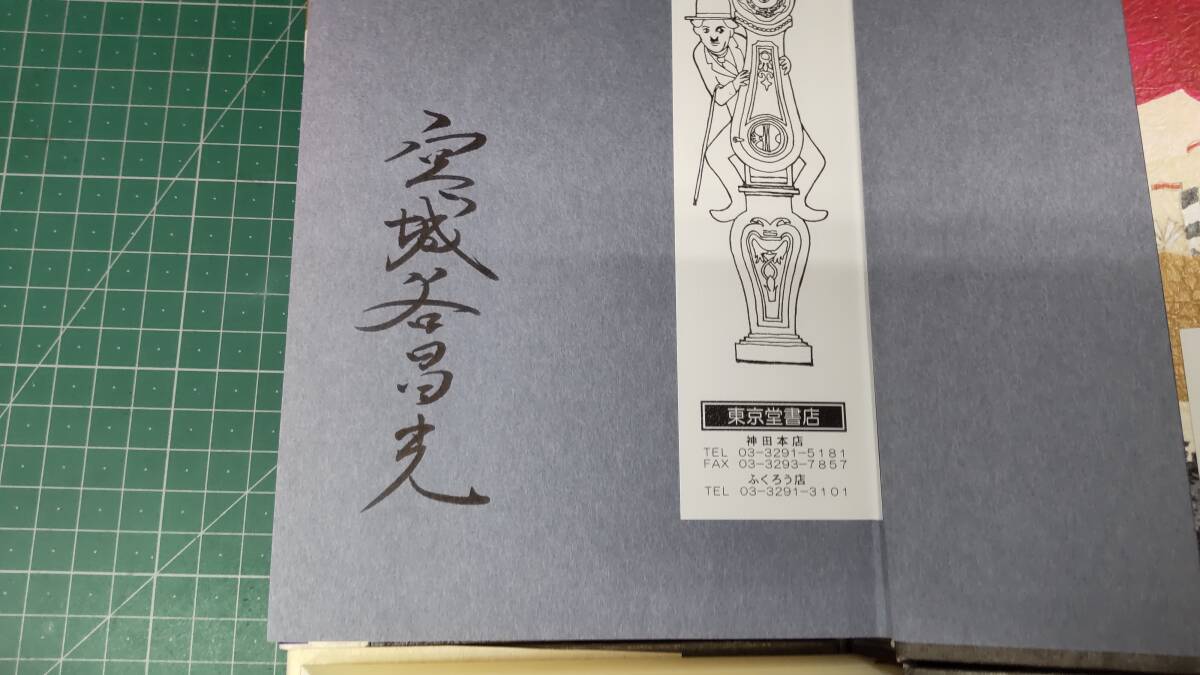 宮城谷昌光
東京堂書店
神田本店
TEL 03-3291-5181
FAX 03-3293-7857
ふくろう店
TEL 03-3291-3101